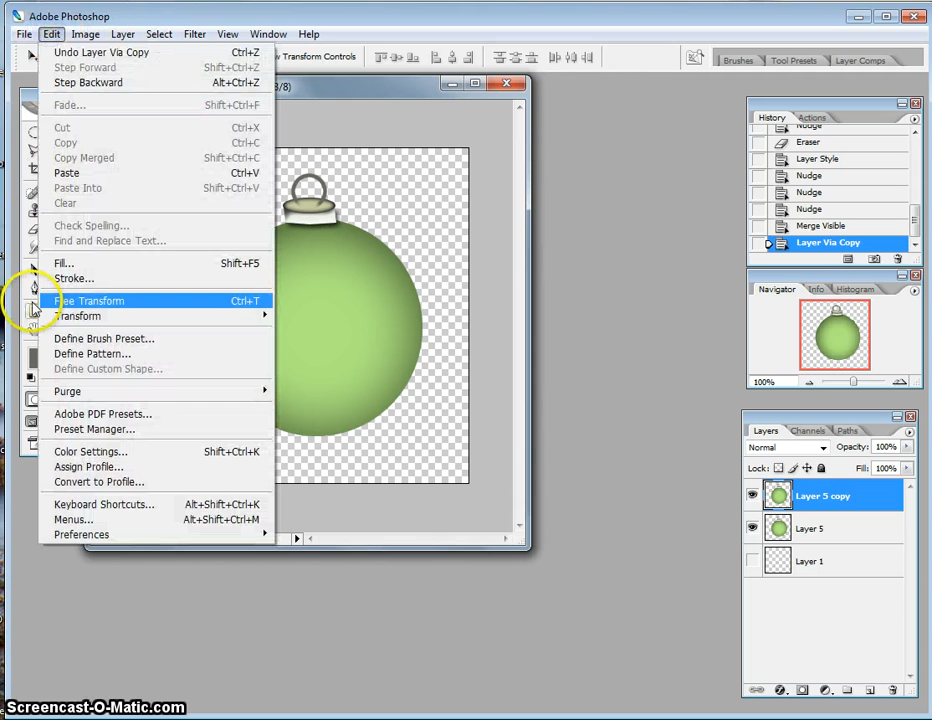 Adobe Photoshop
File Edit Image Layer Select Filter View Window Help
Transform Controls
Brushes Tool Presets Layer Comps
Undo Layer Via Copy Ctrl+Z
Step Forward Shift+Ctrl+Z
Step Backward Alt+Ctrl+Z
Fade... Shift+Ctrl+F
Cut Ctrl+X
Copy Ctrl+C
Copy Merged Shift+Ctrl+C
Paste Ctrl+V
Paste Into Shift+Ctrl+V
Clear
Check Spelling...
Find and Replace Text...
Fill... Shift+F5
Stroke...
Free Transform Ctrl+T
Transform
Define Brush Preset...
Define Pattern...
Define Custom Shape...
Purge
Adobe PDF Presets...
Preset Manager...
Color Settings... Shift+Ctrl+K
Assign Profile...
Convert to Profile...
Keyboard Shortcuts... Alt+Shift+Ctrl+K
Menus... Alt+Shift+Ctrl+M
Preferences
/8)
History Actions
Nudge
Eraser
Layer Style
Nudge
Nudge
Nudge
Merge Visible
Layer Via Copy
Navigator Info Histogram
100%
Layers Channels Paths
Normal Opacity: 100%
Lock: Fill: 100%
Layer 5 copy
Layer 5
Layer 1
Screencast-O-Matic.com